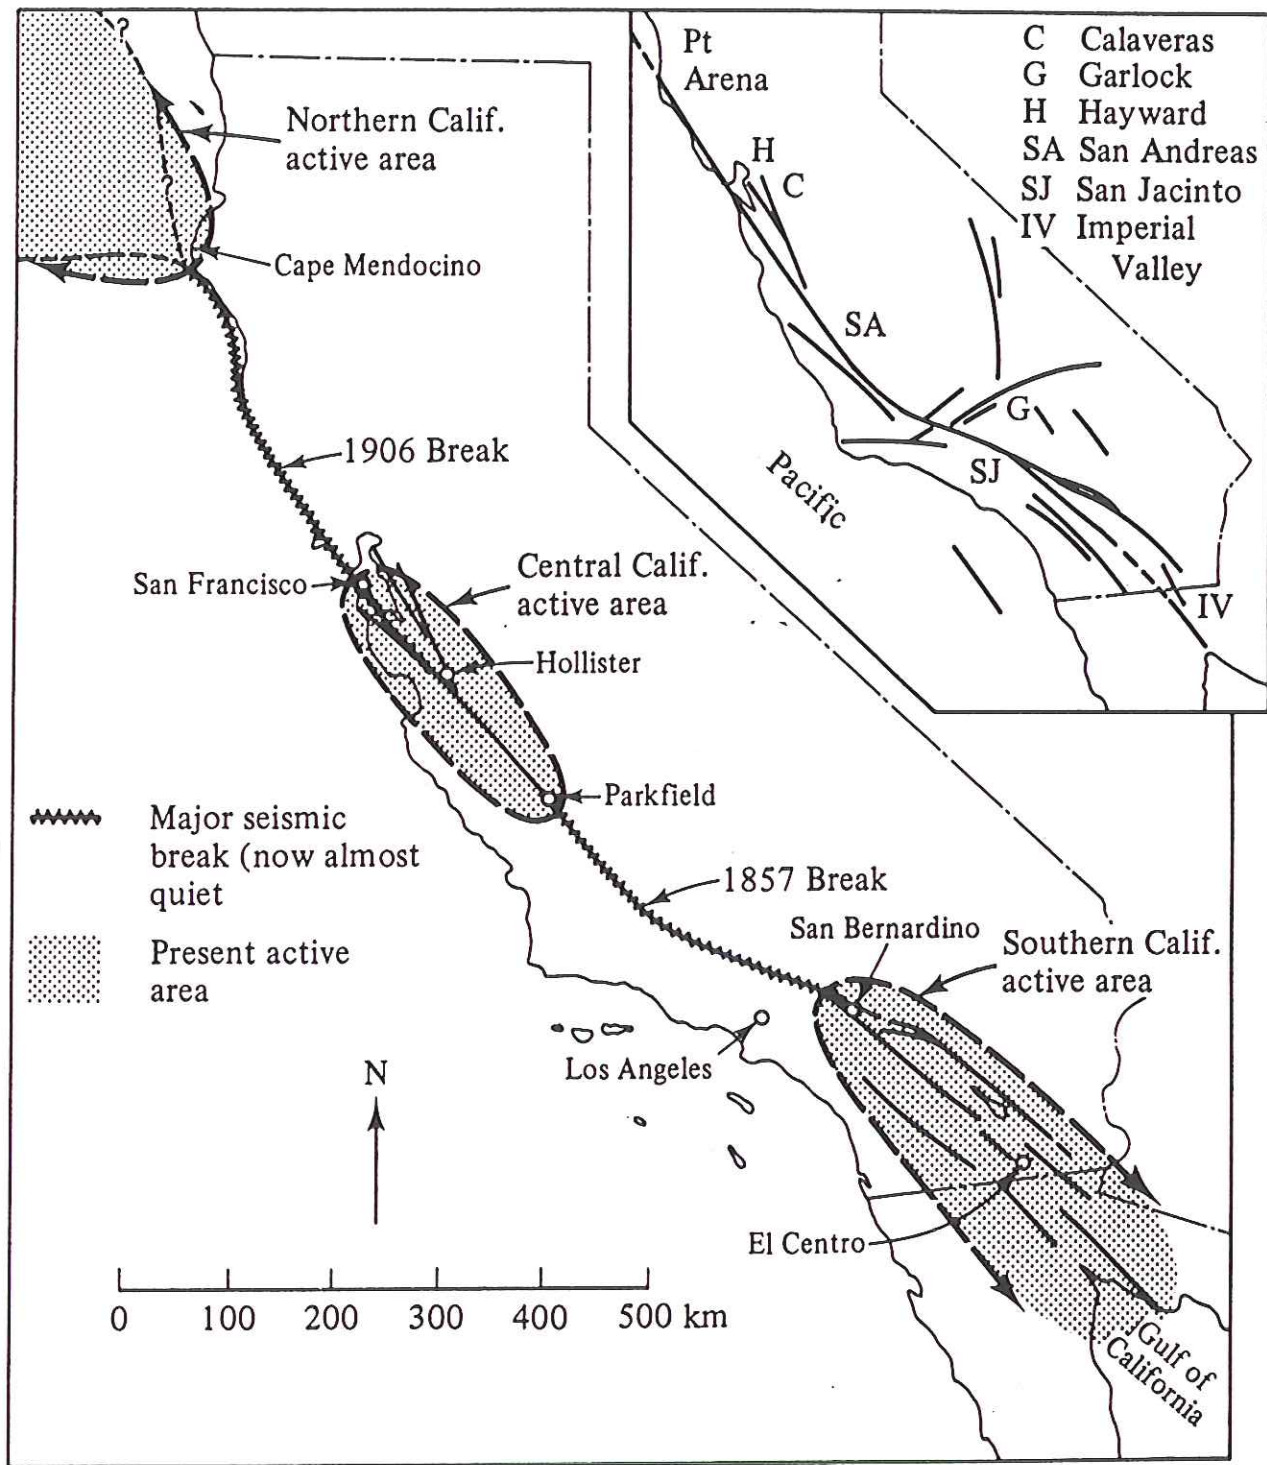 Pt
Arena
C Calaveras
G Garlock
H Hayward
SA San Andreas
SJ San Jacinto
IV Imperial
Valley
H
C
SA
G
SJ
IV
Pacific
?
Northern Calif.
active area
?
Cape Mendocino
1906 Break
San Francisco
Central Calif.
active area
Hollister
Parkfield
Major seismic
break (now almost
quiet
Present active
area
1857 Break
San Bernardino
Southern Calif.
active area
Los Angeles
N
El Centro
0 100 200 300 400 500 km
Gulf of
California